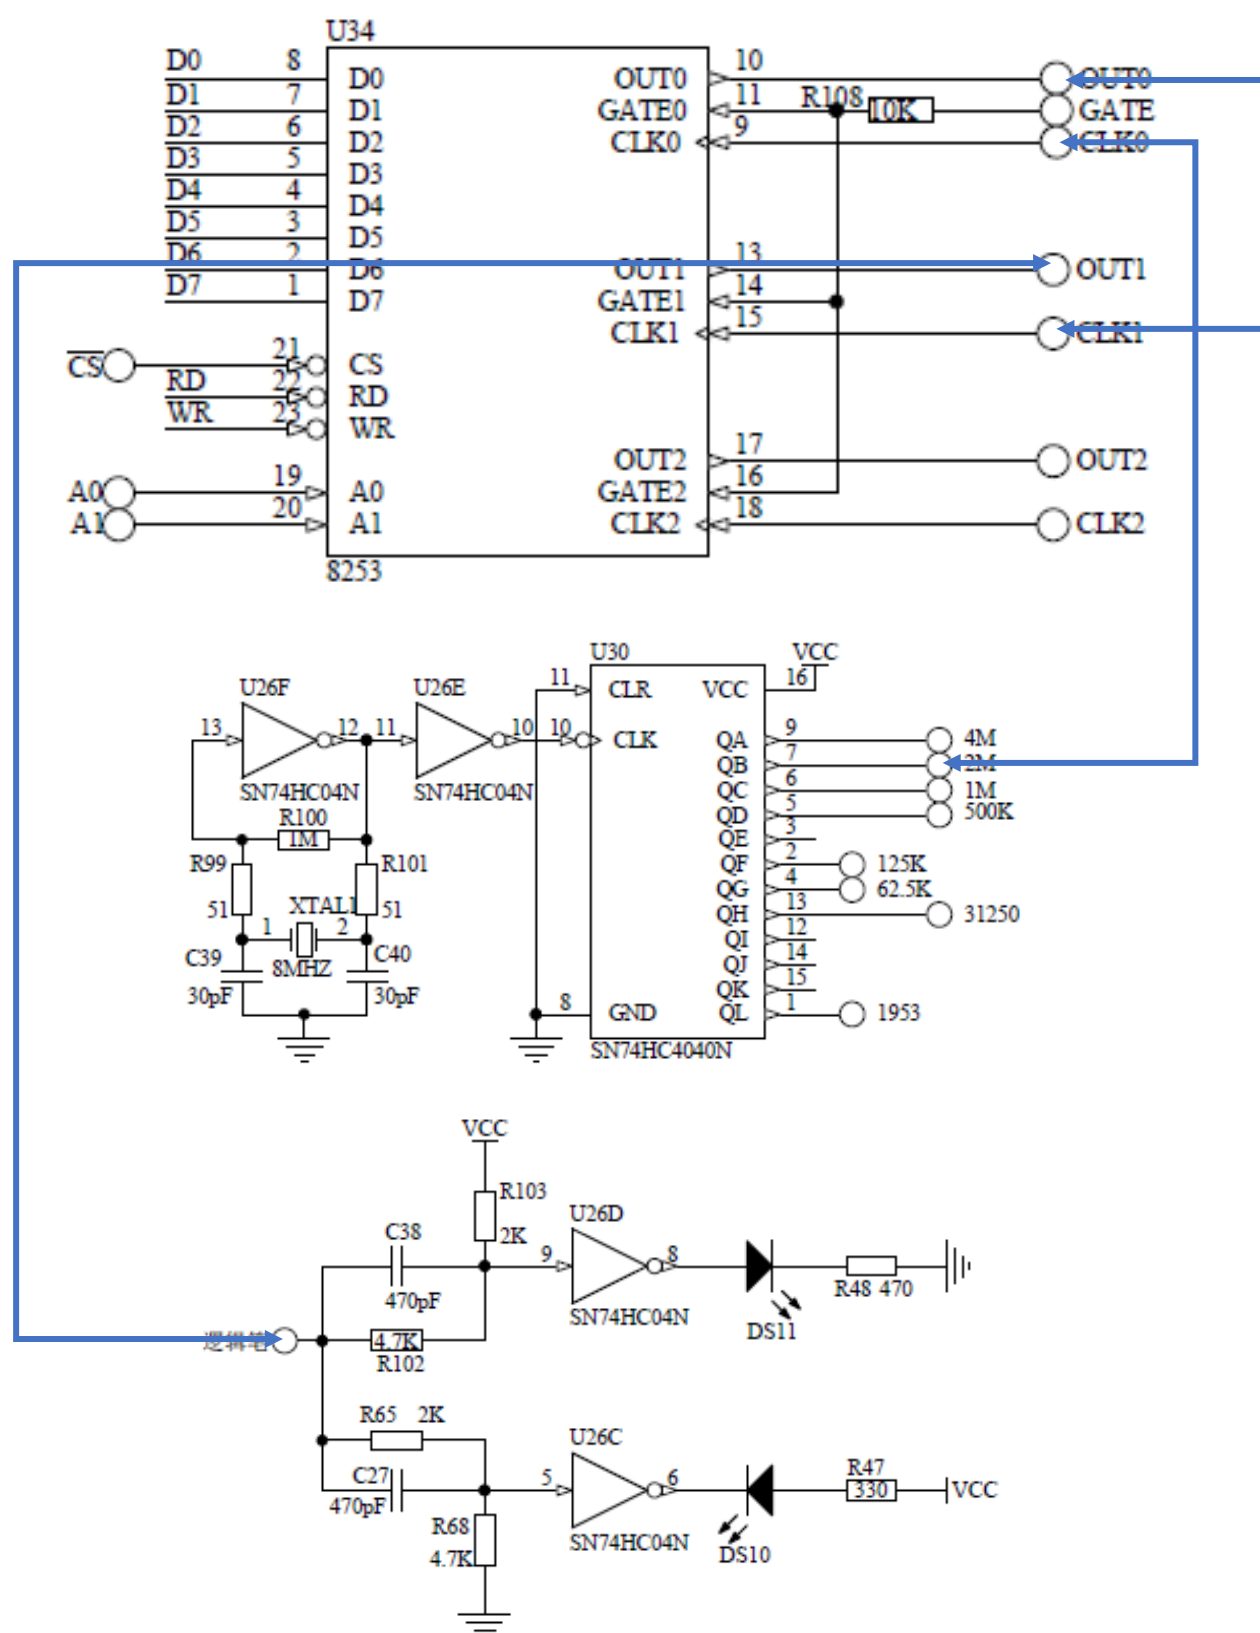 U34
D0 8 D0 OUT0 10 OUT0
D1 7 D1 GATE0 11 R108 10K GATE
D2 6 D2 CLK0 9 CLK0
D3 5 D3
D4 4 D4
D5 3 D5
D6 2 D6 OUT1 13 OUT1
D7 1 D7 GATE1 14
CLK1 15 CLK1
CS 21 CS
RD 22 RD
WR 23 WR
OUT2 17 OUT2
A0 19 A0 GATE2 16
A1 20 A1 CLK2 18 CLK2
8253
U30 VCC
U26F U26E 11 CLR VCC 16
13 12 11 10 10 CLK QA 9 4M
QB 7 2M
SN74HC04N SN74HC04N QC 6 1M
R100 QD 5 500K
1M QE 3
R99 R101 QF 2 125K
51 XTAL1 51 QG 4 62.5K
1 2 QH 13 31250
C39 8MHZ C40 QI 12
30pF 30pF QJ 14
QK 15
8 GND QL 1 1953
SN74HC4040N
VCC
R103
2K
C38 U26D
470pF 9 8
R48 470
SN74HC04N
DS11
逻辑笔 4.7K
R102
R65 2K U26C
C27 5 6 R47
470pF 330 VCC
R68 SN74HC04N
4.7K DS10